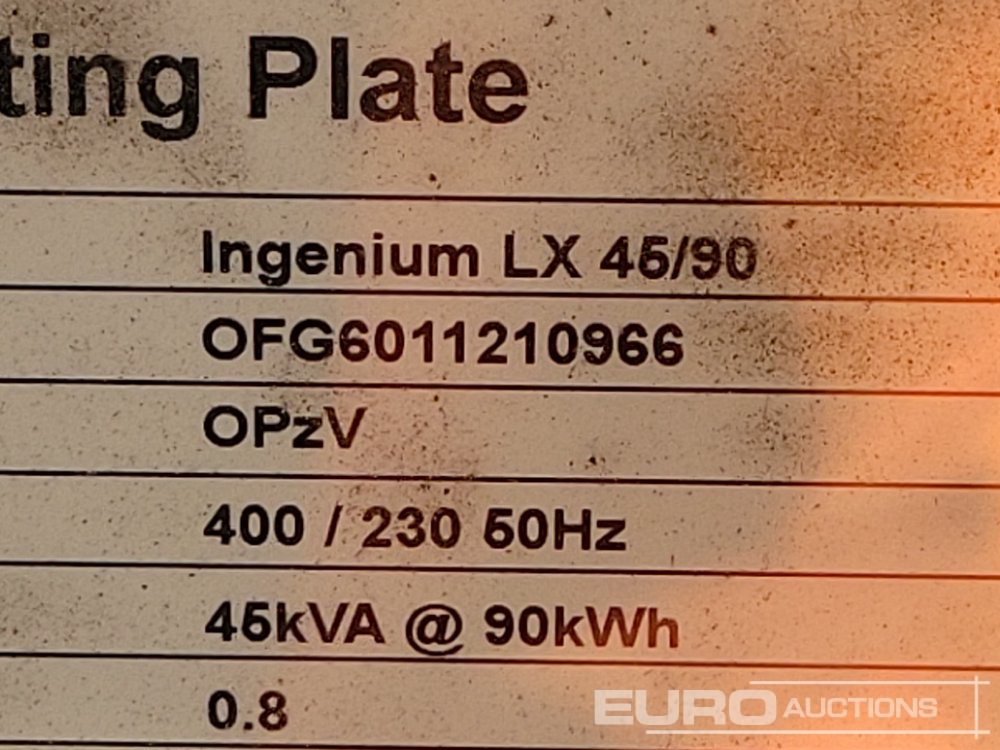 ting Plate
Ingenium LX 45/90
OFG6011210966
OPzV
400 / 230 50Hz
45kVA @ 90kWh
0.8
EURO AUCTIONS